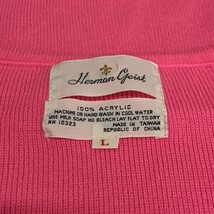 Herman Geist
100% ACRYLIC
MACHINE OR HAND WASH IN COOL WATER
USE MILD SOAP NO BLEACH LAY FLAT TO DRY
RN 10323 MADE IN TAIWAN
REPUBLIC OF CHINA
L